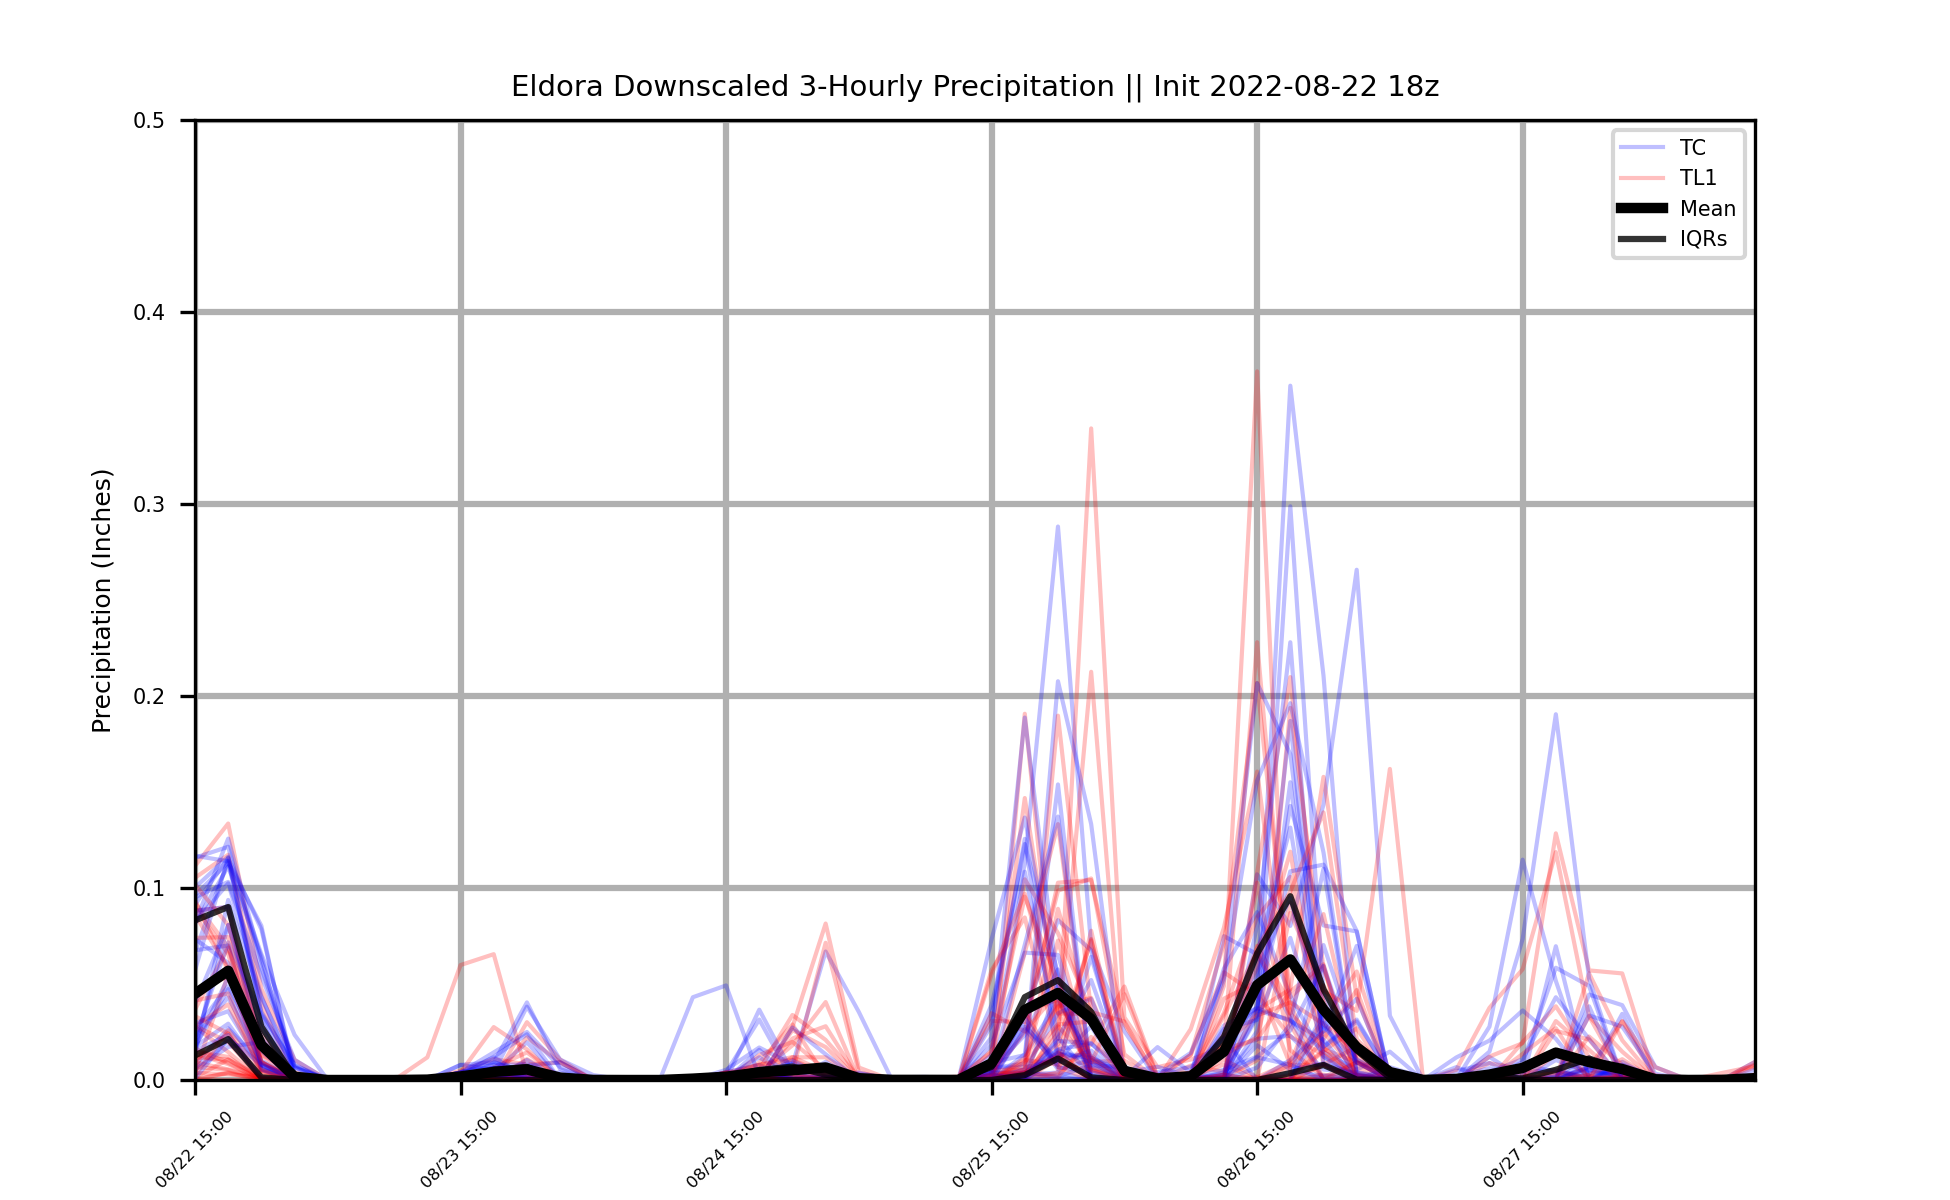 Eldora Downscaled 3-Hourly Precipitation || Init 2022-08-22 18z
TC
TL1
Mean
IQRs
Precipitation (Inches)
0.5
0.4
0.3
0.2
0.1
0.0
08/22 15:00
08/23 15:00
08/24 15:00
08/25 15:00
08/26 15:00
08/27 15:00